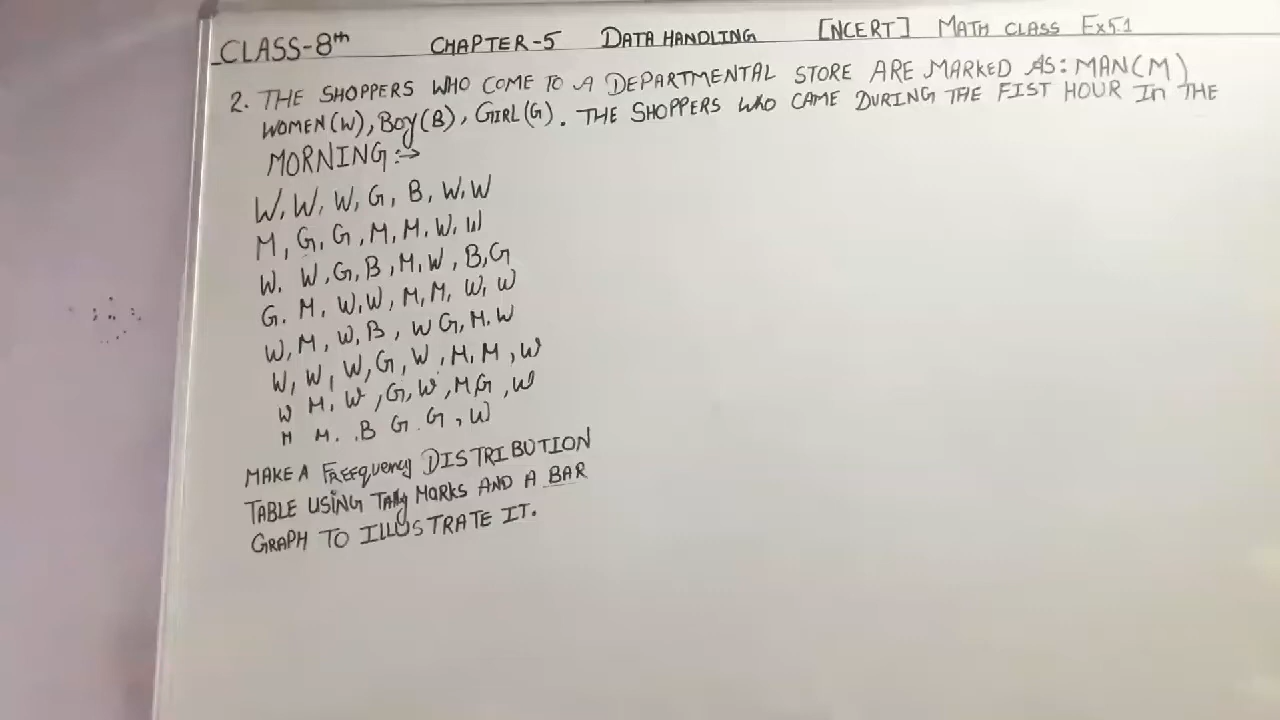 CLASS-8th CHAPTER-5 DATA HANDLING [NCERT] MATH CLASS Ex5.1
2. THE SHOPPERS WHO COME TO A DEPARTMENTAL STORE ARE MARKED AS: MAN(M)
WOMEN(W), Boy(B), GIRL(G). THE SHOPPERS WHO CAME DURING THE FIST HOUR In THE
MORNING:→
W, W, W, G, B, W, W
M, G, G, M, M, W, W
W. W, G, B, M, W, B, G
G. M, W, W, M, M, W, W
W, M, W, B, W G, M. W
W, W, W, G, W, M, M, W
W M, W, G, W, M, G, W
M M. .B G G, W
MAKE A FREEquency DISTRIBUTION
TABLE USING Tally MaRKS AND A BAR
GRAPH TO ILLUSTRATE IT.